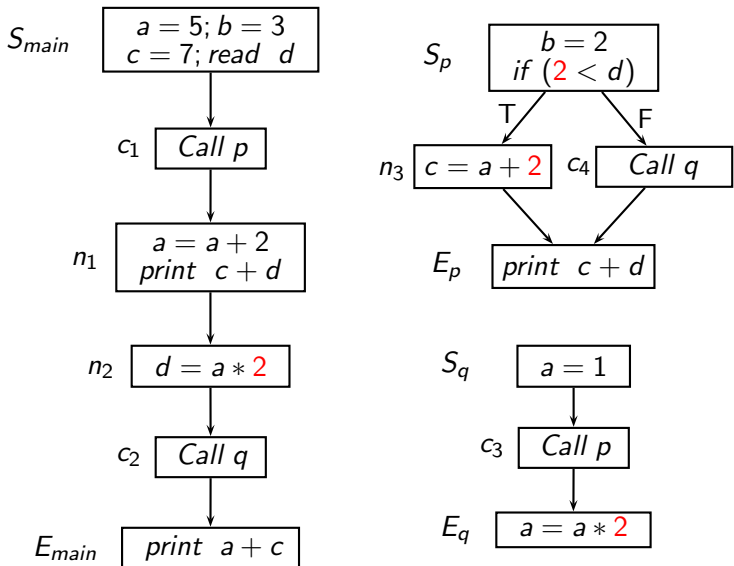 S_main
a = 5; b = 3
c = 7; read d
c_1
Call p
n_1
a = a + 2
print c + d
n_2
d = a ∗ 2
c_2
Call q
E_main
print a + c
S_p
b = 2
if (2 < d)
T
F
n_3
c = a + 2
c_4
Call q
E_p
print c + d
S_q
a = 1
c_3
Call p
E_q
a = a ∗ 2